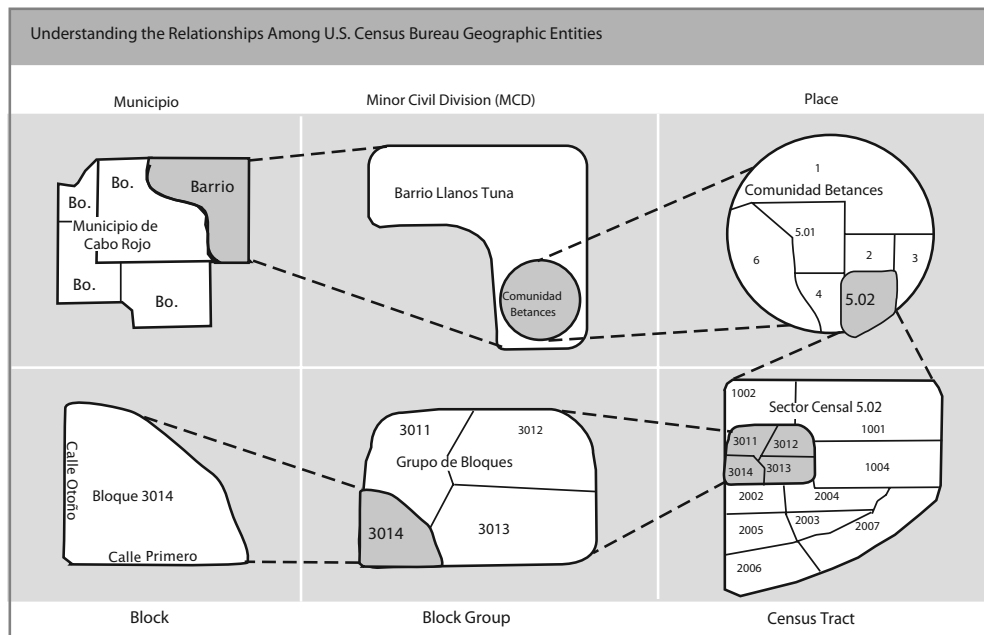 Understanding the Relationships Among U.S. Census Bureau Geographic Entities
Municipio
Minor Civil Division (MCD)
Place
Bo.
Barrio
Bo.
Municipio de
Cabo Rojo
Bo.
Bo.
Barrio Llanos Tuna
Comunidad
Betances
1
Comunidad Betances
5.01
6
2
3
4
5.02
Calle Otoño
Bloque 3014
Calle Primero
3011
3012
Grupo de Bloques
3014
3013
1002
Sector Censal 5.02
1001
3011
3012
3014
3013
1004
2002
2004
2005
2003
2007
2006
Block
Block Group
Census Tract